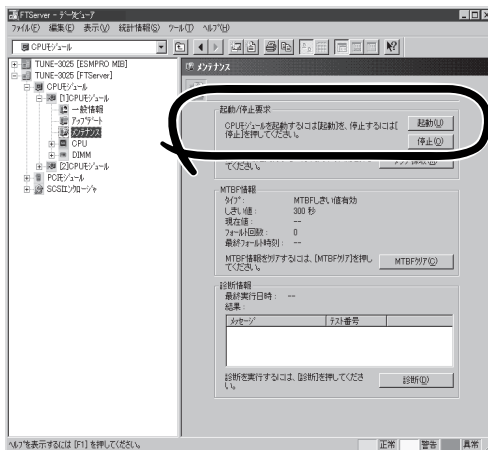 FTServer - データビューア
ファイル(F) 編集(E) 表示(V) 統計情報(S) ツール(T) ヘルプ(H)
CPUモジュール
TUNE-3025 [ESMPRO MIB]
TUNE-3025 [FTServer]
CPUモジュール
[1]CPUモジュール
一般情報
アップデート
メンテナンス
CPU
DIMM
[2]CPUモジュール
PCIモジュール
SCSIエンクロージャ
メンテナンス
起動/停止要求
CPUモジュールを起動するには[起動]を、停止するには[
停止]を押してください。
起動(U)
停止(O)
てください。
MTBF情報
タイプ: MTBFしきい値有効
しきい値: 300 秒
現在値: --
フォールト回数: 0
最終フォールト時刻: --
MTBF情報をクリアするには、[MTBFクリア]を押し
てください。
MTBFクリア(C)
診断情報
最終実行日時: --
結果:
メッセージ テスト番号
診断を実行するには、[診断]を押してくださ
い。
診断(D)
ヘルプを表示するには [F1] を押してください。
正常 警告 異常